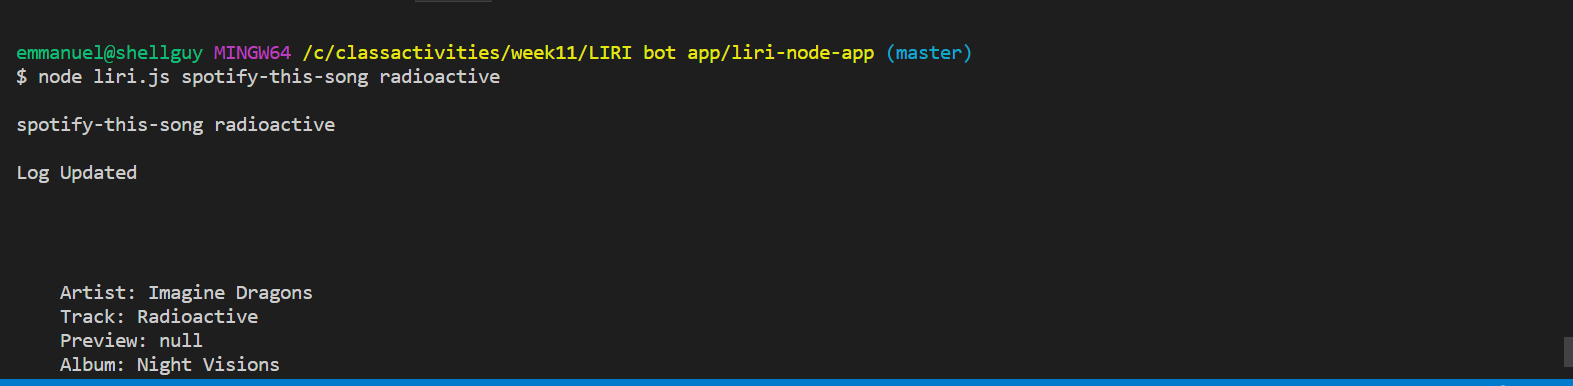 emmanuel@shellguy MINGW64 /c/classactivities/week11/LIRI bot app/liri-node-app (master)
$ node liri.js spotify-this-song radioactive
spotify-this-song radioactive
Log Updated
Artist: Imagine Dragons
Track: Radioactive
Preview: null
Album: Night Visions